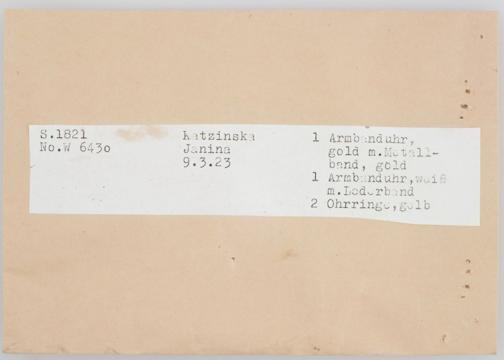 S.1821
No.W 643o
Katzinska
Janina
9.3.23
1 Armbanduhr,
gold m.Metall-
band, gold
1 Armbanduhr,weiß
m.Lederband
2 Ohrringe,gelb